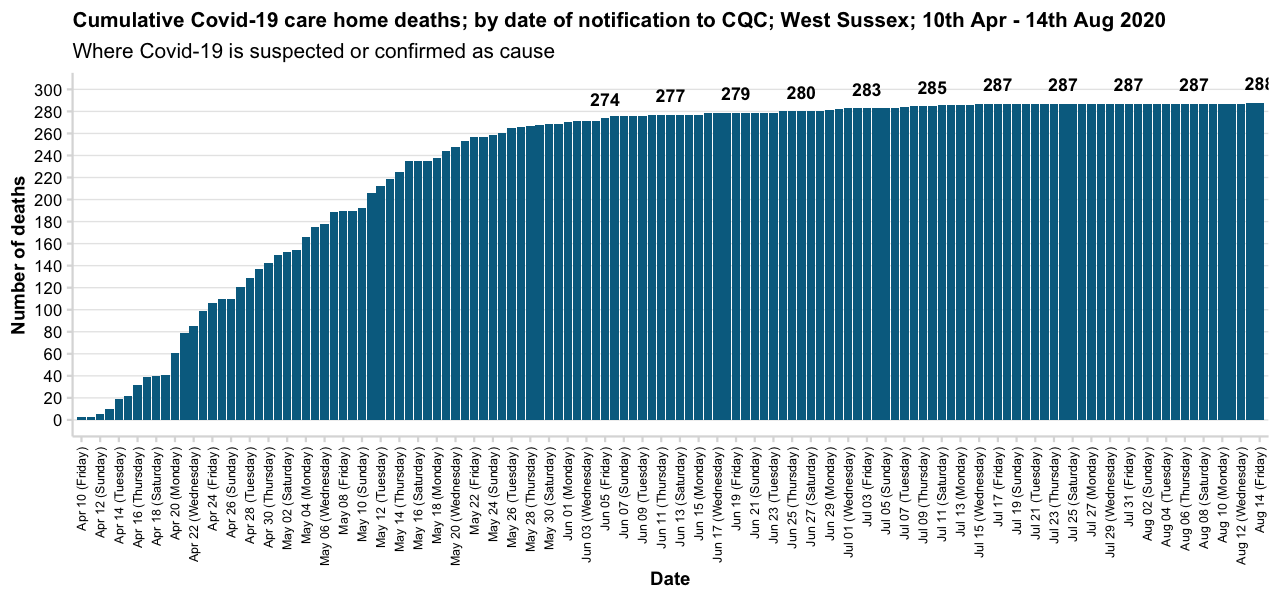 Cumulative Covid-19 care home deaths; by date of notification to CQC; West Sussex; 10th Apr - 14th Aug 2020
Where Covid-19 is suspected or confirmed as cause
Number of deaths
300
280
260
240
220
200
180
160
140
120
100
80
60
40
20
0
274
277
279
280
283
285
287
287
287
287
288
Apr 10 (Friday)
Apr 12 (Sunday)
Apr 14 (Tuesday)
Apr 16 (Thursday)
Apr 18 (Saturday)
Apr 20 (Monday)
Apr 22 (Wednesday)
Apr 24 (Friday)
Apr 26 (Sunday)
Apr 28 (Tuesday)
Apr 30 (Thursday)
May 02 (Saturday)
May 04 (Monday)
May 06 (Wednesday)
May 08 (Friday)
May 10 (Sunday)
May 12 (Tuesday)
May 14 (Thursday)
May 16 (Saturday)
May 18 (Monday)
May 20 (Wednesday)
May 22 (Friday)
May 24 (Sunday)
May 26 (Tuesday)
May 28 (Thursday)
May 30 (Saturday)
Jun 01 (Monday)
Jun 03 (Wednesday)
Jun 05 (Friday)
Jun 07 (Sunday)
Jun 09 (Tuesday)
Jun 11 (Thursday)
Jun 13 (Saturday)
Jun 15 (Monday)
Jun 17 (Wednesday)
Jun 19 (Friday)
Jun 21 (Sunday)
Jun 23 (Tuesday)
Jun 25 (Thursday)
Jun 27 (Saturday)
Jun 29 (Monday)
Jul 01 (Wednesday)
Jul 03 (Friday)
Jul 05 (Sunday)
Jul 07 (Tuesday)
Jul 09 (Thursday)
Jul 11 (Saturday)
Jul 13 (Monday)
Jul 15 (Wednesday)
Jul 17 (Friday)
Jul 19 (Sunday)
Jul 21 (Tuesday)
Jul 23 (Thursday)
Jul 25 (Saturday)
Jul 27 (Monday)
Jul 29 (Wednesday)
Jul 31 (Friday)
Aug 02 (Sunday)
Aug 04 (Tuesday)
Aug 06 (Thursday)
Aug 08 (Saturday)
Aug 10 (Monday)
Aug 12 (Wednesday)
Aug 14 (Friday)
Date